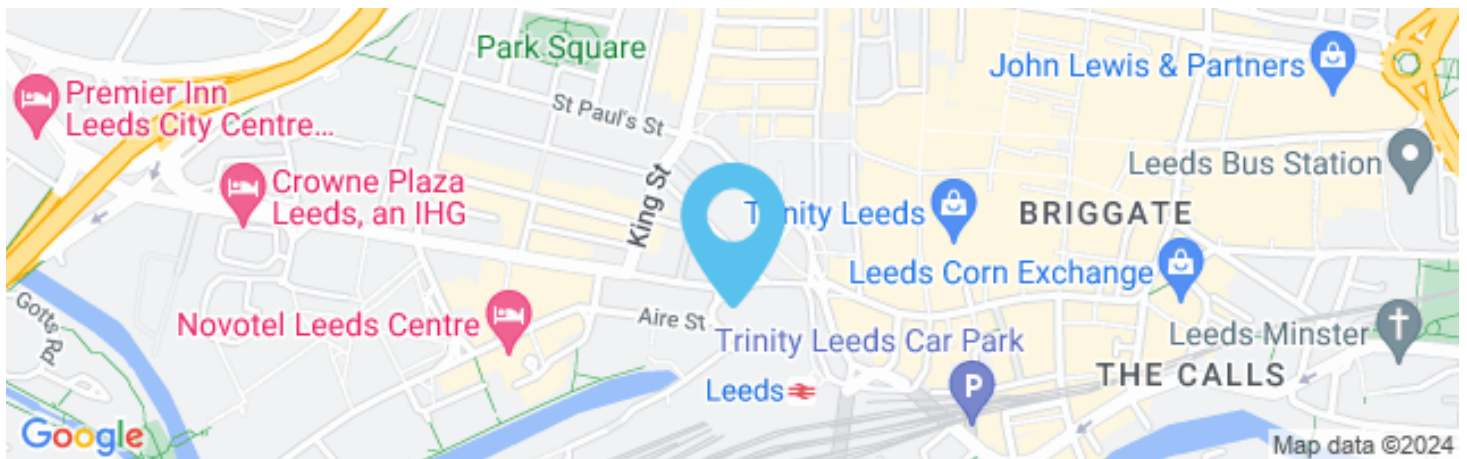 Park Square
John Lewis & Partners
Premier Inn
Leeds City Centre...
St Paul's St
Leeds Bus Station
Crowne Plaza
Leeds, an IHG
King St
Trinity Leeds
BRIGGATE
Leeds Corn Exchange
Gotts Rd
Novotel Leeds Centre
Aire St
Trinity Leeds Car Park
P
Leeds Minster
THE CALLS
Leeds
Google
Map data ©2024